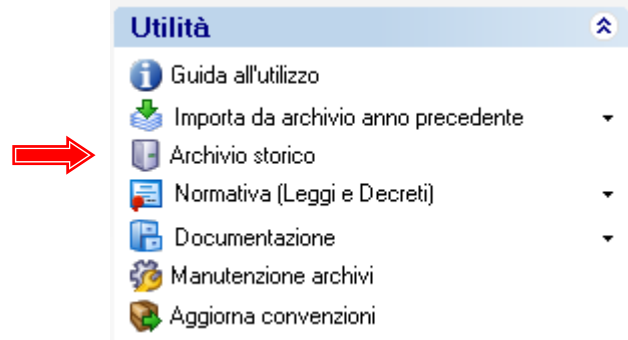 Utilità
Guida all'utilizzo
Importa da archivio anno precedente
Archivio storico
Normativa (Leggi e Decreti)
Documentazione
Manutenzione archivi
Aggiorna convenzioni